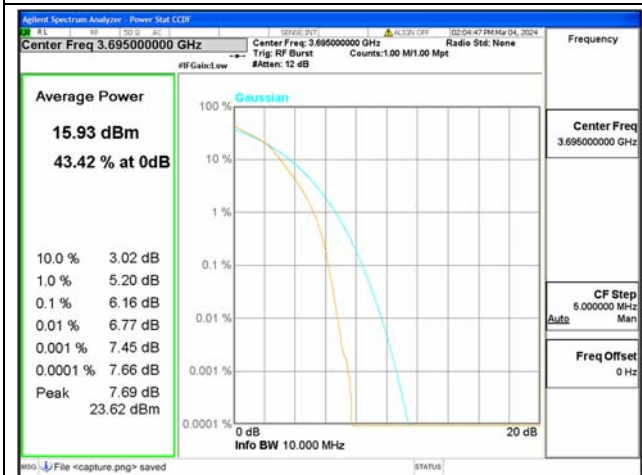 Agilent Spectrum Analyzer - Power Stat CCDF
RL RF 50 Ω AC SENSE:INT ALIGN OFF 02:04:47 PM Mar 04, 2024
Center Freq 3.695000000 GHz
Center Freq: 3.695000000 GHz Radio Std: None
Trig: RF Burst Counts:1.00 M/1.00 Mpt
#IFGain:Low #Atten: 12 dB
Frequency
Average Power
15.93 dBm
43.42 % at 0dB
10.0 % 3.02 dB
1.0 % 5.20 dB
0.1 % 6.16 dB
0.01 % 6.77 dB
0.001 % 7.45 dB
0.0001 % 7.66 dB
Peak 7.69 dB
23.62 dBm
Gaussian
100 %
10 %
1 %
0.1 %
0.01 %
0.001 %
0.0001 %
0 dB 20 dB
Info BW 10.000 MHz
Center Freq
3.695000000 GHz
CF Step
5.000000 MHz
Auto Man
Freq Offset
0 Hz
MSG File <capture.png> saved STATUS